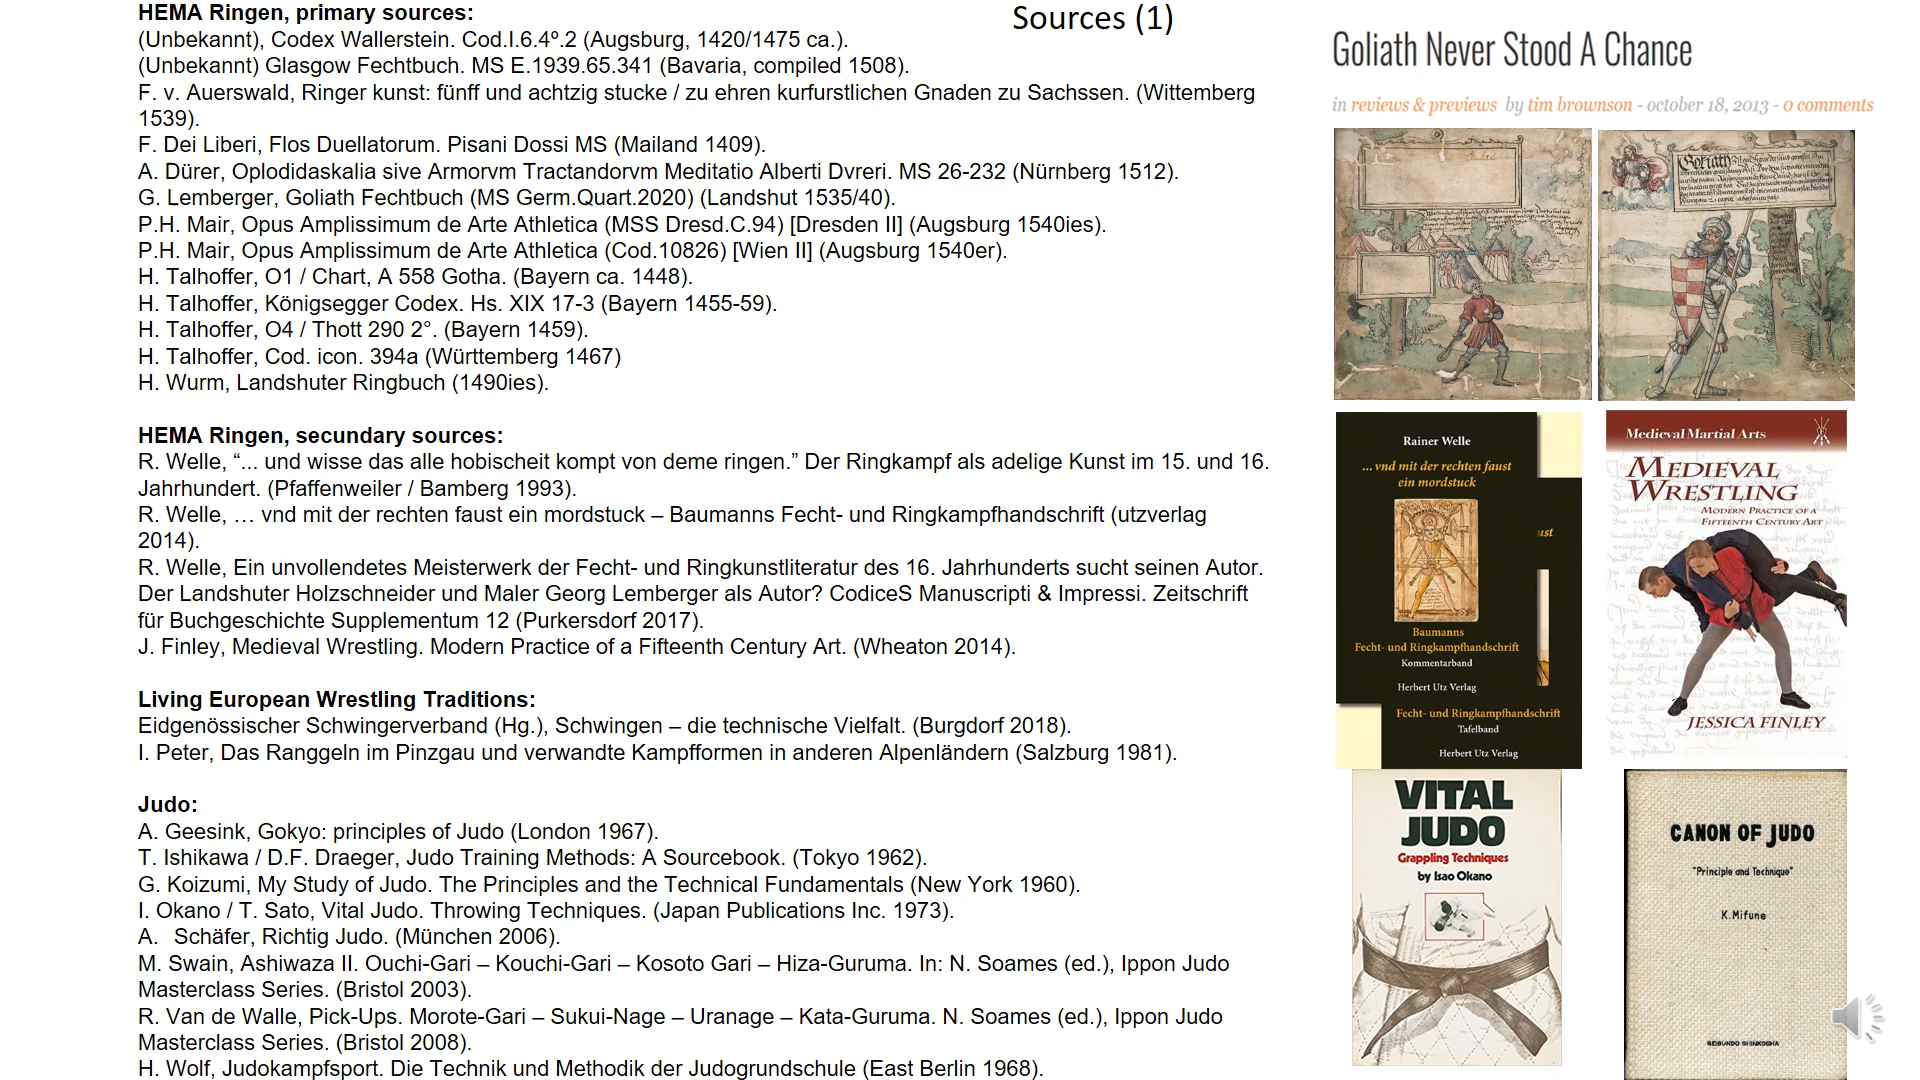 Sources (1)
HEMA Ringen, primary sources:
(Unbekannt), Codex Wallerstein. Cod.I.6.4º.2 (Augsburg, 1420/1475 ca.).
(Unbekannt) Glasgow Fechtbuch. MS E.1939.65.341 (Bavaria, compiled 1508).
F. v. Auerswald, Ringer kunst: fünff und achtzig stucke / zu ehren kurfurstlichen Gnaden zu Sachssen. (Wittemberg
1539).
F. Dei Liberi, Flos Duellatorum. Pisani Dossi MS (Mailand 1409).
A. Dürer, Oplodidaskalia sive Armorvm Tractandorvm Meditatio Alberti Dvreri. MS 26-232 (Nürnberg 1512).
G. Lemberger, Goliath Fechtbuch (MS Germ.Quart.2020) (Landshut 1535/40).
P.H. Mair, Opus Amplissimum de Arte Athletica (MSS Dresd.C.94) [Dresden II] (Augsburg 1540ies).
P.H. Mair, Opus Amplissimum de Arte Athletica (Cod.10826) [Wien II] (Augsburg 1540er).
H. Talhoffer, O1 / Chart, A 558 Gotha. (Bayern ca. 1448).
H. Talhoffer, Königsegger Codex. Hs. XIX 17-3 (Bayern 1455-59).
H. Talhoffer, O4 / Thott 290 2°. (Bayern 1459).
H. Talhoffer, Cod. icon. 394a (Württemberg 1467)
H. Wurm, Landshuter Ringbuch (1490ies).
HEMA Ringen, secundary sources:
R. Welle, “... und wisse das alle hobischeit kompt von deme ringen.” Der Ringkampf als adelige Kunst im 15. und 16.
Jahrhundert. (Pfaffenweiler / Bamberg 1993).
R. Welle, … vnd mit der rechten faust ein mordstuck – Baumanns Fecht- und Ringkampfhandschrift (utzverlag
2014).
R. Welle, Ein unvollendetes Meisterwerk der Fecht- und Ringkunstliteratur des 16. Jahrhunderts sucht seinen Autor.
Der Landshuter Holzschneider und Maler Georg Lemberger als Autor? CodiceS Manuscripti & Impressi. Zeitschrift
für Buchgeschichte Supplementum 12 (Purkersdorf 2017).
J. Finley, Medieval Wrestling. Modern Practice of a Fifteenth Century Art. (Wheaton 2014).
Living European Wrestling Traditions:
Eidgenössischer Schwingerverband (Hg.), Schwingen – die technische Vielfalt. (Burgdorf 2018).
I. Peter, Das Ranggeln im Pinzgau und verwandte Kampfformen in anderen Alpenländern (Salzburg 1981).
Judo:
A. Geesink, Gokyo: principles of Judo (London 1967).
T. Ishikawa / D.F. Draeger, Judo Training Methods: A Sourcebook. (Tokyo 1962).
G. Koizumi, My Study of Judo. The Principles and the Technical Fundamentals (New York 1960).
I. Okano / T. Sato, Vital Judo. Throwing Techniques. (Japan Publications Inc. 1973).
A. Schäfer, Richtig Judo. (München 2006).
M. Swain, Ashiwaza II. Ouchi-Gari – Kouchi-Gari – Kosoto Gari – Hiza-Guruma. In: N. Soames (ed.), Ippon Judo
Masterclass Series. (Bristol 2003).
R. Van de Walle, Pick-Ups. Morote-Gari – Sukui-Nage – Uranage – Kata-Guruma. N. Soames (ed.), Ippon Judo
Masterclass Series. (Bristol 2008).
H. Wolf, Judokampfsport. Die Technik und Methodik der Judogrundschule (East Berlin 1968).
Goliath Never Stood A Chance
in reviews & previews by tim brownson - october 18, 2013 - 0 comments
Goliath
Rainer Welle
... vnd mit der rechten faust
ein mordstuck
ust
Baumanns
Fecht- und Ringkampfhandschrift
Kommentarband
Herbert Utz Verlag
Fecht- und Ringkampfhandschrift
Tafelband
Herbert Utz Verlag
Medieval Martial Arts
MEDIEVAL
WRESTLING
MODERN PRACTICE OF A
FIFTEENTH CENTURY ART
JESSICA FINLEY
VITAL
JUDO
Grappling Techniques
by Isao Okano
CANON OF JUDO
"Principle and Technique"
K.Mifune
SEIBUNDO SHINKOSHA